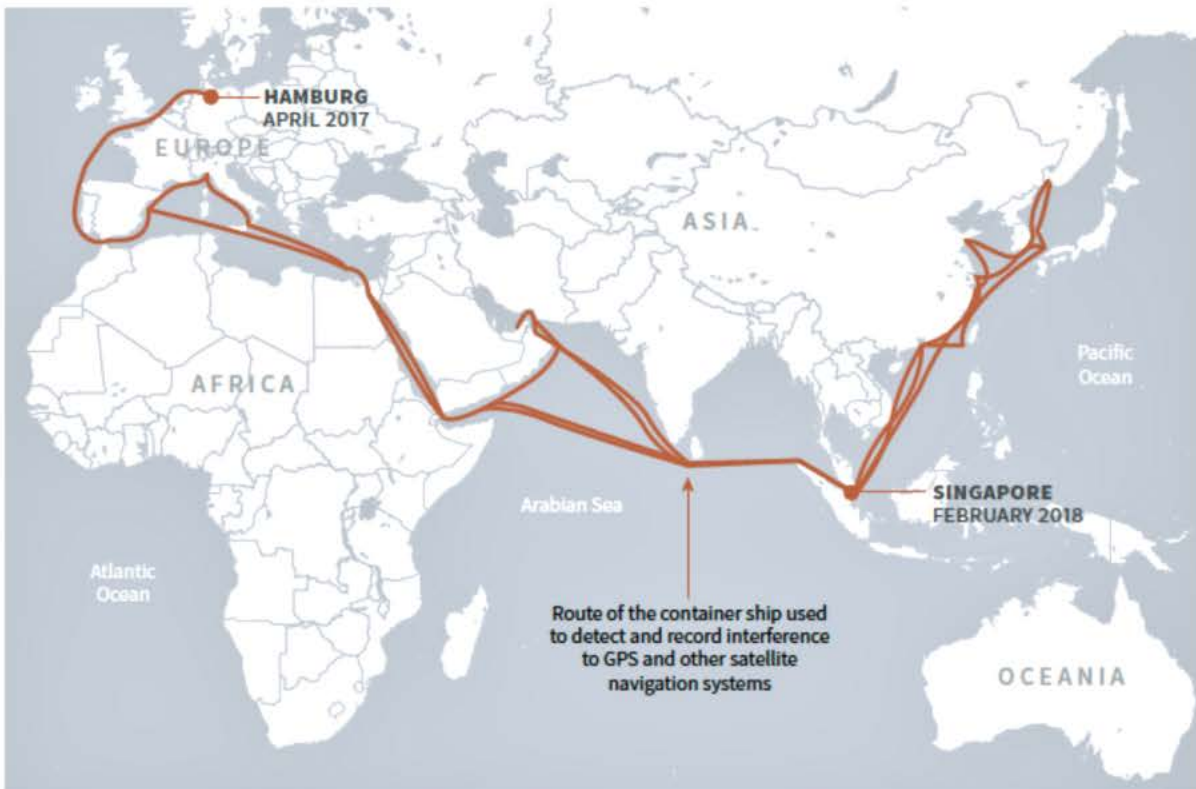 HAMBURG
APRIL 2017
EUROPE
ASIA
AFRICA
Pacific
Ocean
Arabian Sea
SINGAPORE
FEBRUARY 2018
Atlantic
Ocean
Route of the container ship used
to detect and record interference
to GPS and other satellite
navigation systems
OCEANIA